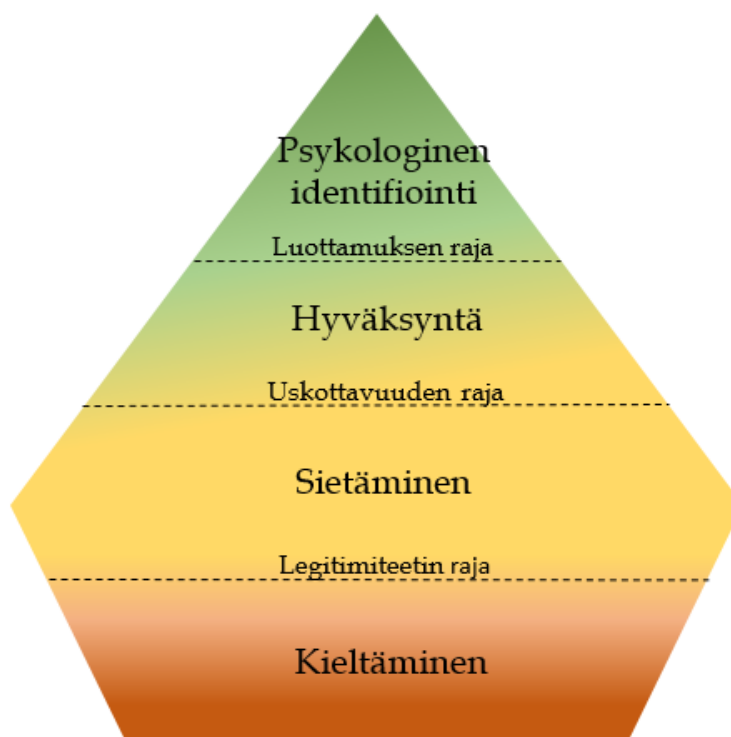 Psykologinen
identifiointi
Luottamuksen raja
Hyväksyntä
Uskottavuuden raja
Sietäminen
Legitimiteetin raja
Kieltäminen